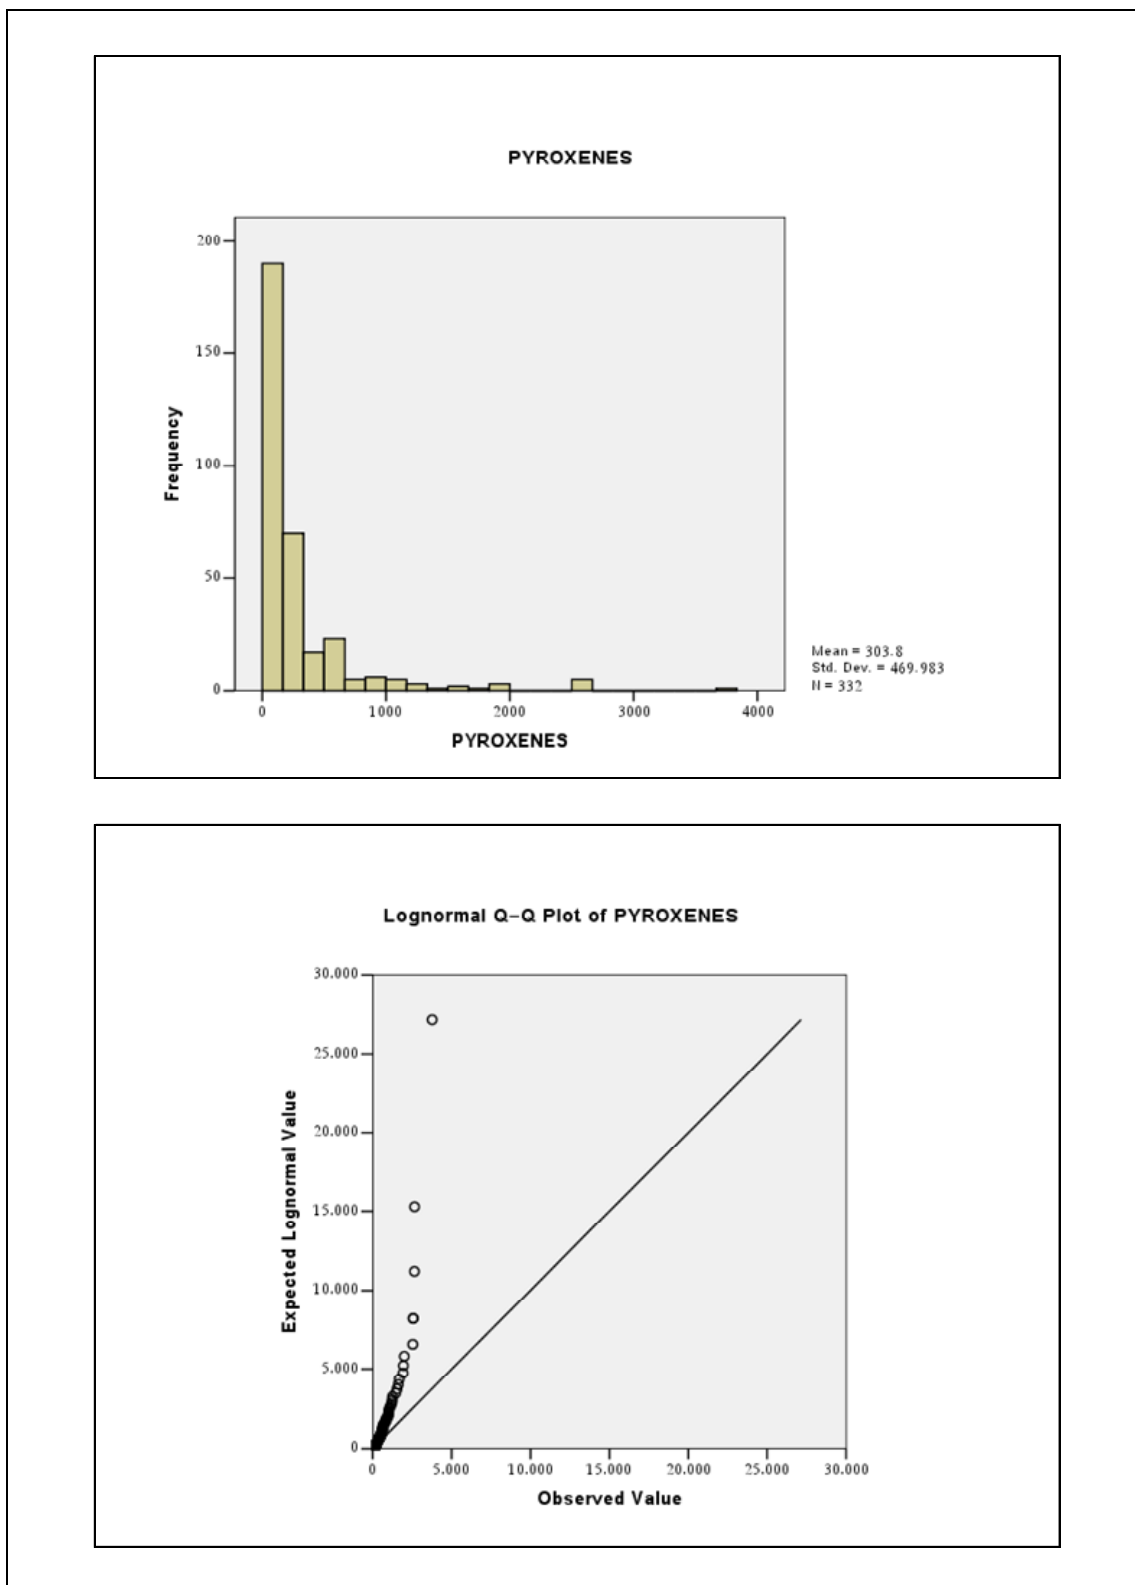 PYROXENES
200
150
100
50
0
Frequency
0 1000 2000 3000 4000
PYROXENES
Mean = 303.8
Std. Dev. = 469.983
N = 332
Lognormal Q–Q Plot of PYROXENES
30.000
25.000
20.000
15.000
10.000
5.000
0
Expected Lognormal Value
0 5.000 10.000 15.000 20.000 25.000 30.000
Observed Value